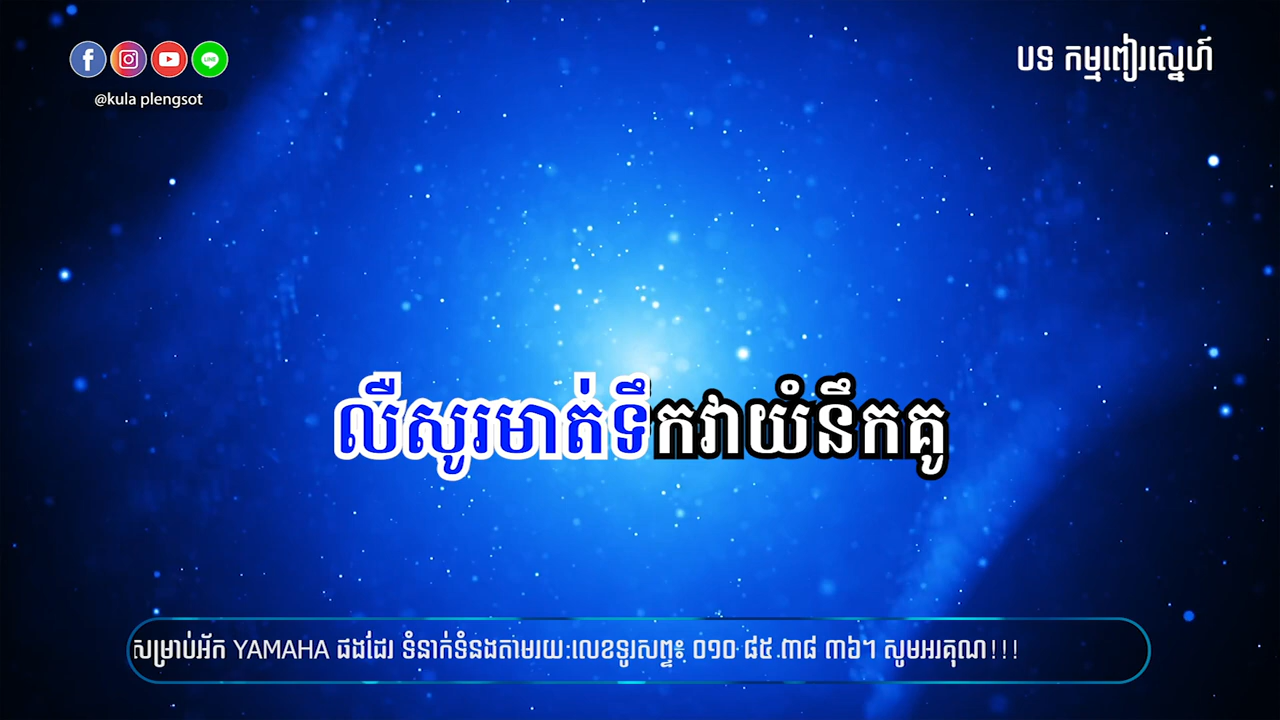 បទ កម្មពៀរស្នេហ៍
@kula plengsot
លឺសូរមាត់ទឹកវាយំនឹកគូ
សម្រាប់អ័ក YAMAHA ផងដែរ ទំនាក់ទំនងតាមរយ:លេខទូរសព្ទ៖ ០១០ ៨៥ ៣៨ ៣៦។ សូមអរគុណ!!!